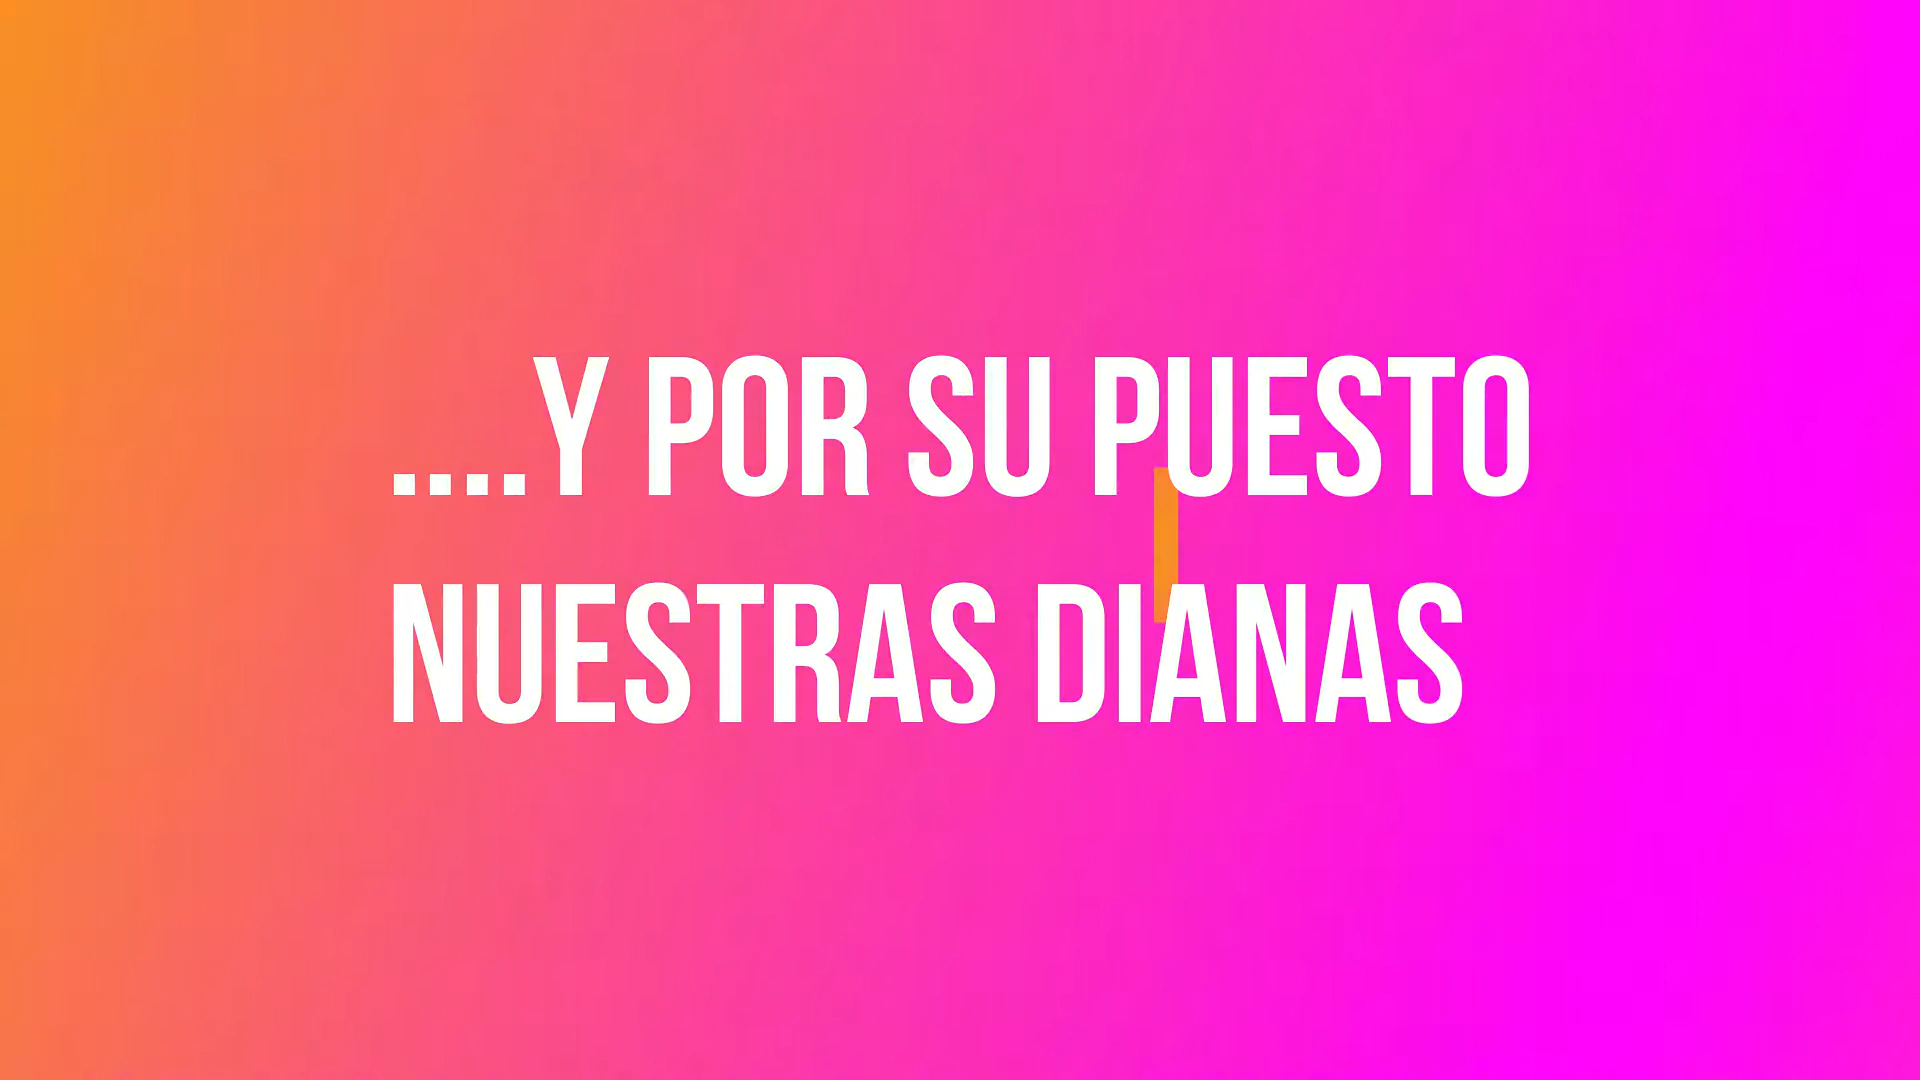 ....Y POR SU PUESTO
NUESTRAS DIANAS